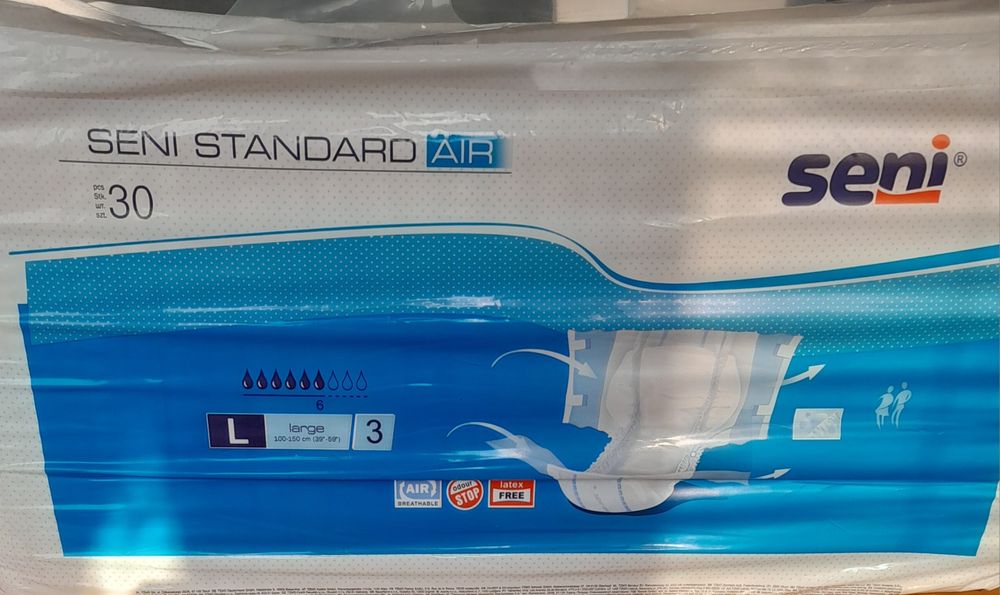 SENI STANDARD AIR
seni®
pcs
Stk.
шт.
szt.
30
6
L
large
100-150 cm (39"-59")
3
AIR
BREATHABLE
odour
STOP
latex
FREE